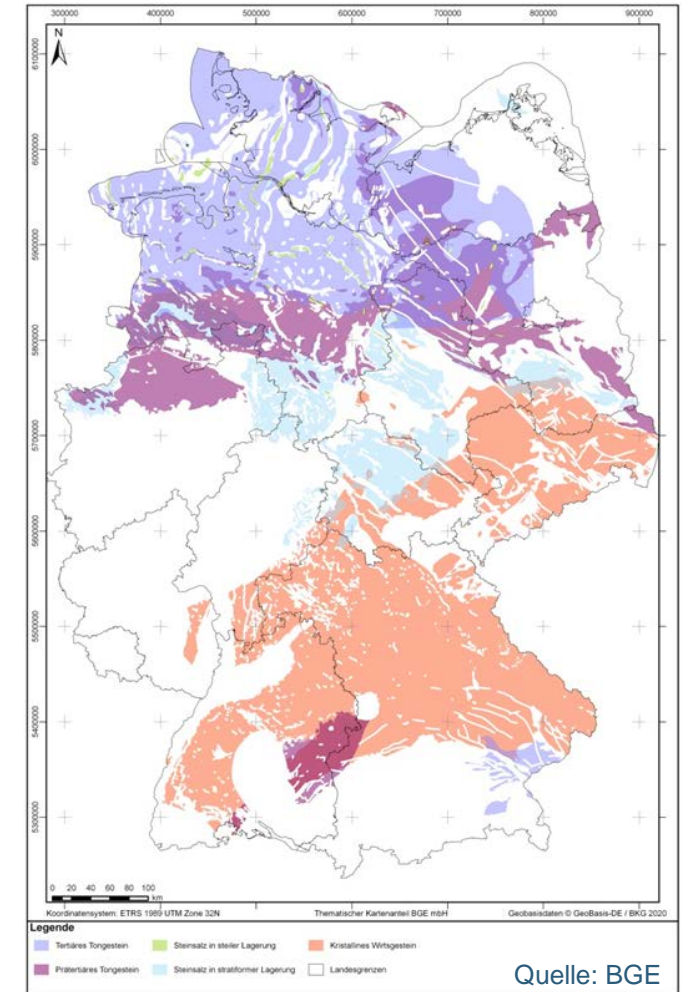 300000 400000 500000 600000 700000 800000 900000
N
6100000
6000000
5900000
5800000
5700000
5600000
5500000
5400000
5300000
0 20 40 60 80 100
km
Koordinatensystem: ETRS 1989 UTM Zone 32N Thematischer Kartenanteil BGE mbH Geobasisdaten © GeoBasis-DE / BKG 2020
Legende
Tertiäres Tongestein Steinsalz in steiler Lagerung Kristallines Wirtsgestein
Prätertiäres Tongestein Steinsalz in stratiformer Lagerung Landesgrenzen
Quelle: BGE